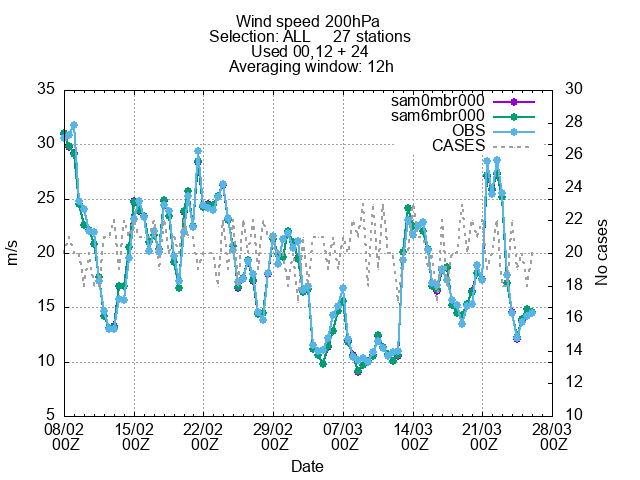 Wind speed 200hPa
Selection: ALL 27 stations
Used 00,12 + 24
Averaging window: 12h
35
30
25
20
15
10
5
m/s
30
28
26
24
22
20
18
16
14
12
10
No cases
sam0mbr000
sam6mbr000
OBS
CASES
08/02 15/02 22/02 29/02 07/03 14/03 21/03 28/03
00Z 00Z 00Z 00Z 00Z 00Z 00Z 00Z
Date